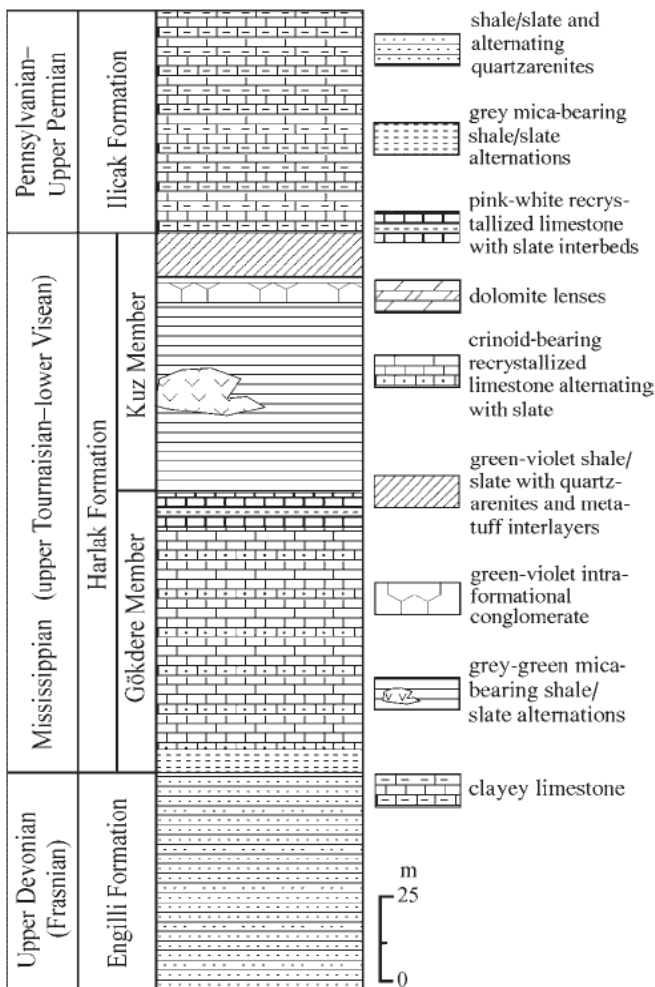 Pennsylvanian–
Upper Permian
Ilicak Formation
Mississippian (upper Tournaisian–lower Visean)
Harlak Formation
Kuz Member
Gökdere Member
Upper Devonian
(Frasnian)
Engilli Formation
shale/slate and
alternating
quartzarenites
grey mica-bearing
shale/slate
alternations
pink-white recrys-
tallized limestone
with slate interbeds
dolomite lenses
crinoid-bearing
recrystallized
limestone alternating
with slate
green-violet shale/
slate with quartz-
arenites and meta-
tuff interlayers
green-violet intra-
formational
conglomerate
grey-green mica-
bearing shale/
slate alternations
clayey limestone
m
25
0